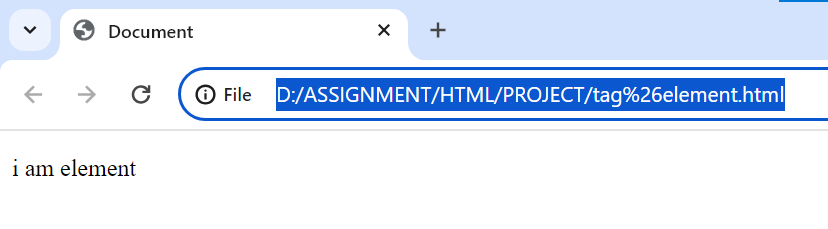 Document
File D:/ASSIGNMENT/HTML/PROJECT/tag%26element.html
i am element